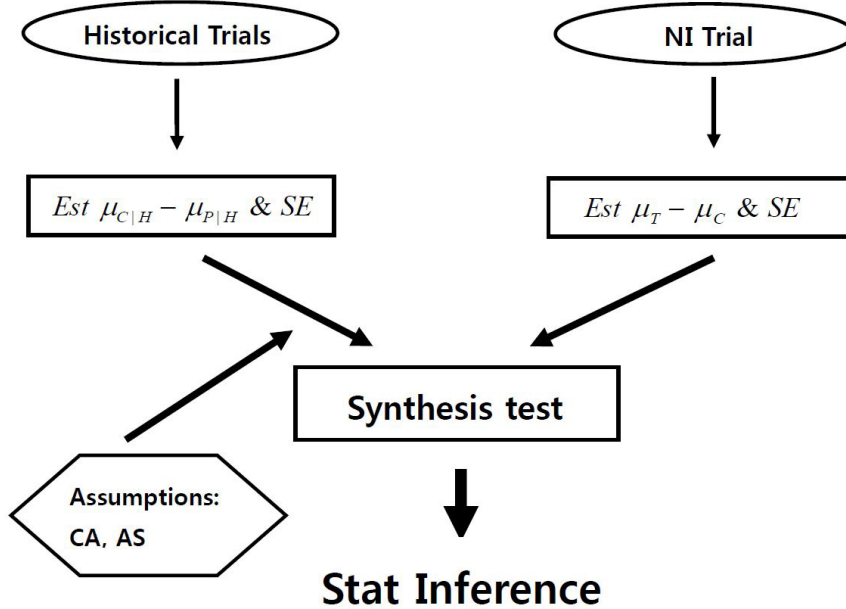 Historical Trials
NI Trial
Est μ_{C|H} − μ_{P|H} & SE
Est μ_T − μ_C & SE
Synthesis test
Assumptions:
CA, AS
Stat Inference